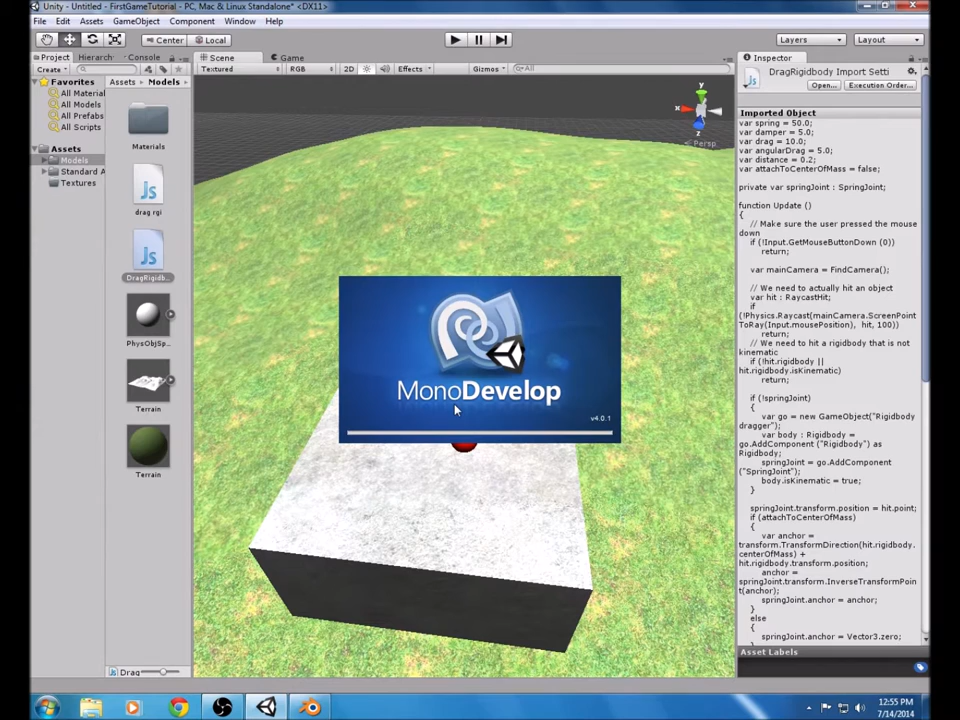 Unity - Untitled - FirstGameTutorial - PC, Mac & Linux Standalone* <DX11>
File Edit Assets GameObject Component Window Help
Center Local
Layers Layout
Project Hierarch Console
Create
Favorites
All Material
All Models
All Prefabs
All Scripts
Assets
Models
Standard A
Textures
Assets Models
Materials
js
drag rgi
js
DragRigidb...
PhysObjSp...
Terrain
Terrain
Drag
Scene Game
Textured RGB 2D Effects Gizmos All
y
x
z
Persp
MonoDevelop
v4.0.1
Inspector
DragRigidbody Import Setti
Open... Execution Order...
Imported Object
var spring = 50.0;
var damper = 5.0;
var drag = 10.0;
var angularDrag = 5.0;
var distance = 0.2;
var attachToCenterOfMass = false;
private var springJoint : SpringJoint;
function Update ()
{
// Make sure the user pressed the mouse
down
if (!Input.GetMouseButtonDown (0))
return;
var mainCamera = FindCamera();
// We need to actually hit an object
var hit : RaycastHit;
if
(!Physics.Raycast(mainCamera.ScreenPoint
ToRay(Input.mousePosition), hit, 100))
return;
// We need to hit a rigidbody that is not
kinematic
if (!hit.rigidbody ||
hit.rigidbody.isKinematic)
return;
if (!springJoint)
{
var go = new GameObject("Rigidbody
dragger");
var body : Rigidbody =
go.AddComponent ("Rigidbody") as
Rigidbody;
springJoint = go.AddComponent
("SpringJoint");
body.isKinematic = true;
}
springJoint.transform.position = hit.point;
if (attachToCenterOfMass)
{
var anchor =
transform.TransformDirection(hit.rigidbody.
centerOfMass) +
hit.rigidbody.transform.position;
anchor =
springJoint.transform.InverseTransformPoi
nt(anchor);
springJoint.anchor = anchor;
}
else
{
springJoint.anchor = Vector3.zero;
Asset Labels
12:55 PM
7/14/2014